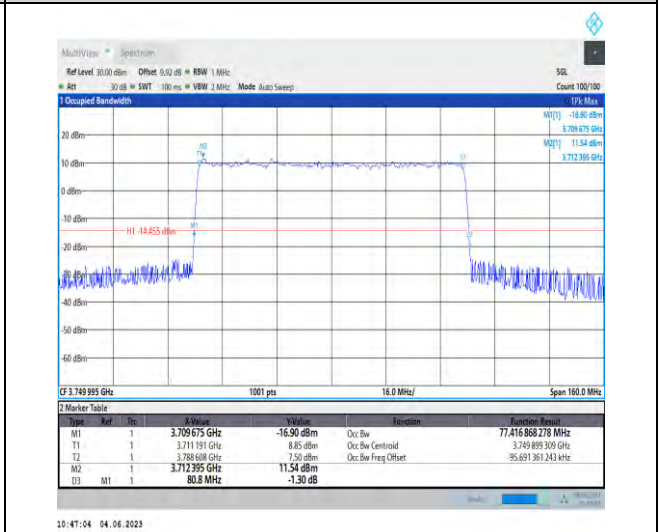 MultiView Spectrum
Ref Level 30.00 dBm Offset 9.92 dB RBW 1 MHz SGL
Att 30 dB SWT 100 ms VBW 2 MHz Mode Auto Sweep Count 100/100
1 Occupied Bandwidth 1Pk Max
M1[1] -16.90 dBm
3.709 675 GHz
M2[1] 11.54 dBm
3.712 395 GHz
20 dBm
M2
T1
10 dBm
0 dBm
-10 dBm
M1
H1 -14.455 dBm
D3
-20 dBm
-30 dBm
-40 dBm
-50 dBm
-60 dBm
CF 3.749 995 GHz 1001 pts 16.0 MHz/ Span 160.0 MHz
2 Marker Table
Type Ref Trc X-Value Y-Value Function Function Result
M1 1 3.709 675 GHz -16.90 dBm Occ Bw 77.416 868 278 MHz
T1 1 3.711 191 GHz 8.85 dBm Occ Bw Centroid 3.749 899 309 GHz
T2 1 3.788 608 GHz 7.50 dBm Occ Bw Freq Offset -95.691 361 243 kHz
M2 1 3.712 395 GHz 11.54 dBm
D3 M1 1 80.8 MHz -1.30 dB
10:47:04 04.06.2023